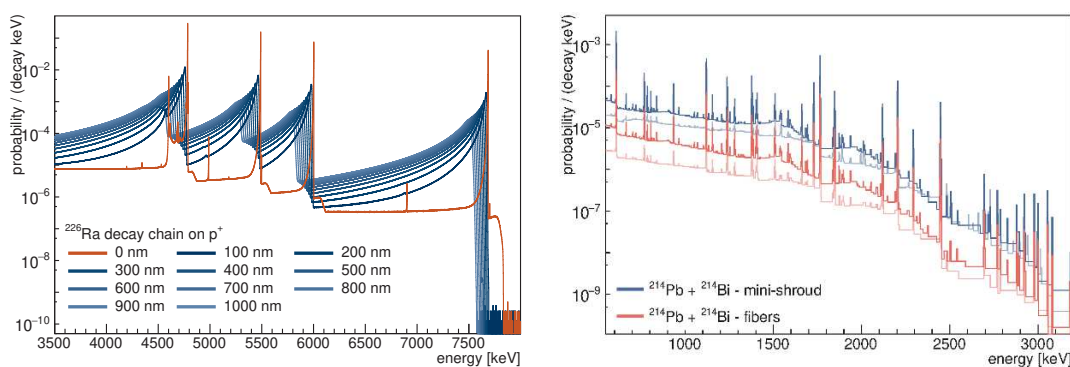 probability / (decay keV)
10⁻²
10⁻⁴
10⁻⁶
10⁻⁸
10⁻¹⁰
²²⁶Ra decay chain on p⁺
0 nm 100 nm 200 nm
300 nm 400 nm 500 nm
600 nm 700 nm 800 nm
900 nm 1000 nm
3500 4000 4500 5000 5500 6000 6500 7000 7500
energy [keV]
probability / (decay keV)
10⁻³
10⁻⁵
10⁻⁷
10⁻⁹
²¹⁴Pb + ²¹⁴Bi - mini-shroud
²¹⁴Pb + ²¹⁴Bi - fibers
1000 1500 2000 2500 3000
energy [keV]